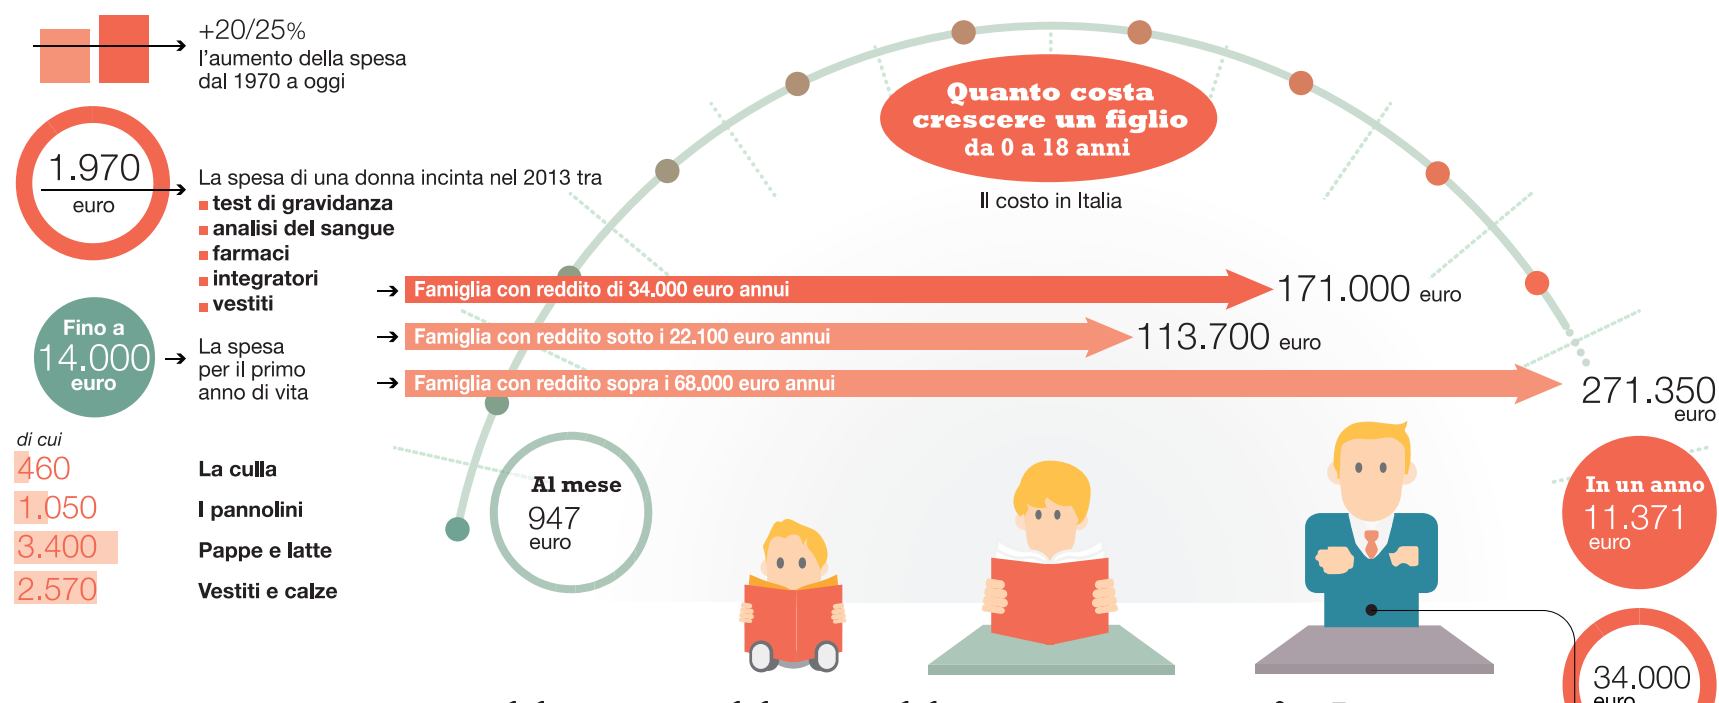 +20/25%
l'aumento della spesa
dal 1970 a oggi
1.970
euro
La spesa di una donna incinta nel 2013 tra
test di gravidanza
analisi del sangue
farmaci
integratori
vestiti
Fino a
14.000
euro
La spesa
per il primo
anno di vita
di cui
460
La culla
1.050
I pannolini
3.400
Pappe e latte
2.570
Vestiti e calze
Quanto costa
crescere un figlio
da 0 a 18 anni
Il costo in Italia
Famiglia con reddito di 34.000 euro annui
171.000 euro
Famiglia con reddito sotto i 22.100 euro annui
113.700 euro
Famiglia con reddito sopra i 68.000 euro annui
271.350
euro
Al mese
947
euro
In un anno
11.371
euro
34.000
euro